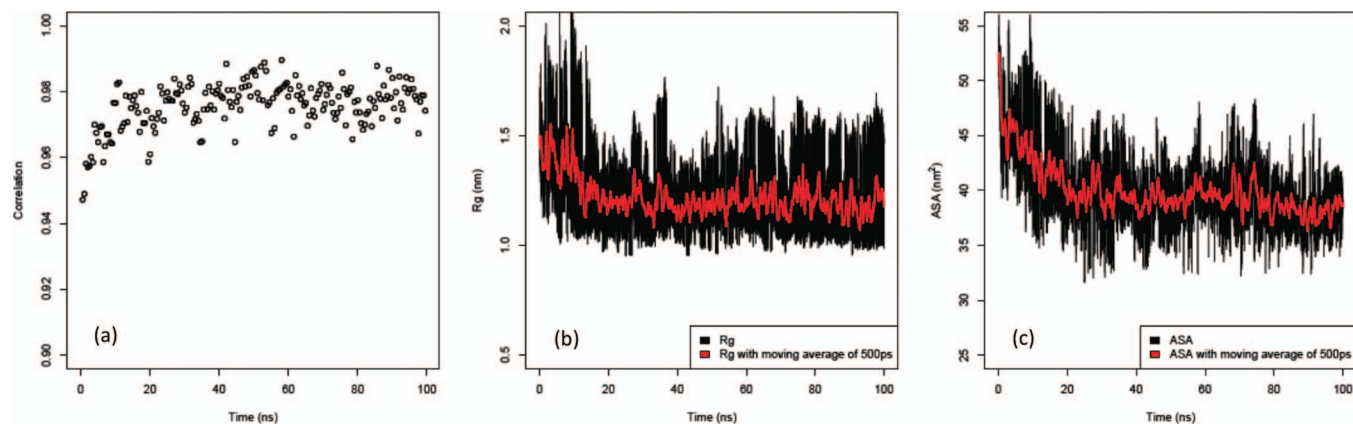 1.00
0.98
0.96
0.94
0.92
0.90
Correlation
(a)
0 20 40 60 80 100
Time (ns)
2.0
1.5
1.0
0.5
Rg (nm)
(b)
Rg
Rg with moving average of 500ps
0 20 40 60 80 100
Time (ns)
55
50
45
40
35
30
25
ASA (nm²)
(c)
ASA
ASA with moving average of 500ps
0 20 40 60 80 100
Time (ns)